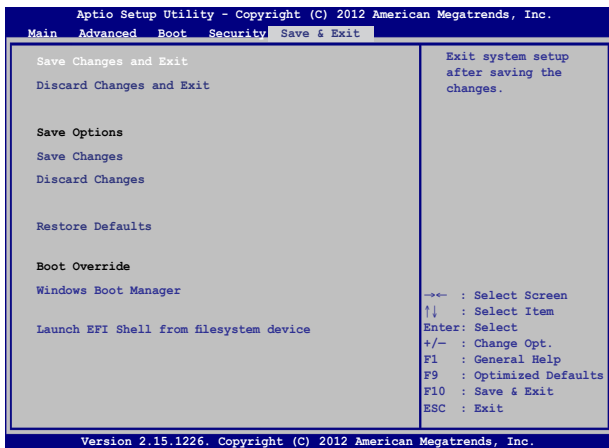 Aptio Setup Utility - Copyright (C) 2012 American Megatrends, Inc.
Main Advanced Boot Security Save & Exit
Save Changes and Exit
Discard Changes and Exit
Save Options
Save Changes
Discard Changes
Restore Defaults
Boot Override
Windows Boot Manager
Launch EFI Shell from filesystem device
Exit system setup
after saving the
changes.
→← : Select Screen
↑↓ : Select Item
Enter: Select
+/— : Change Opt.
F1 : General Help
F9 : Optimized Defaults
F10 : Save & Exit
ESC : Exit
Version 2.15.1226. Copyright (C) 2012 American Megatrends, Inc.